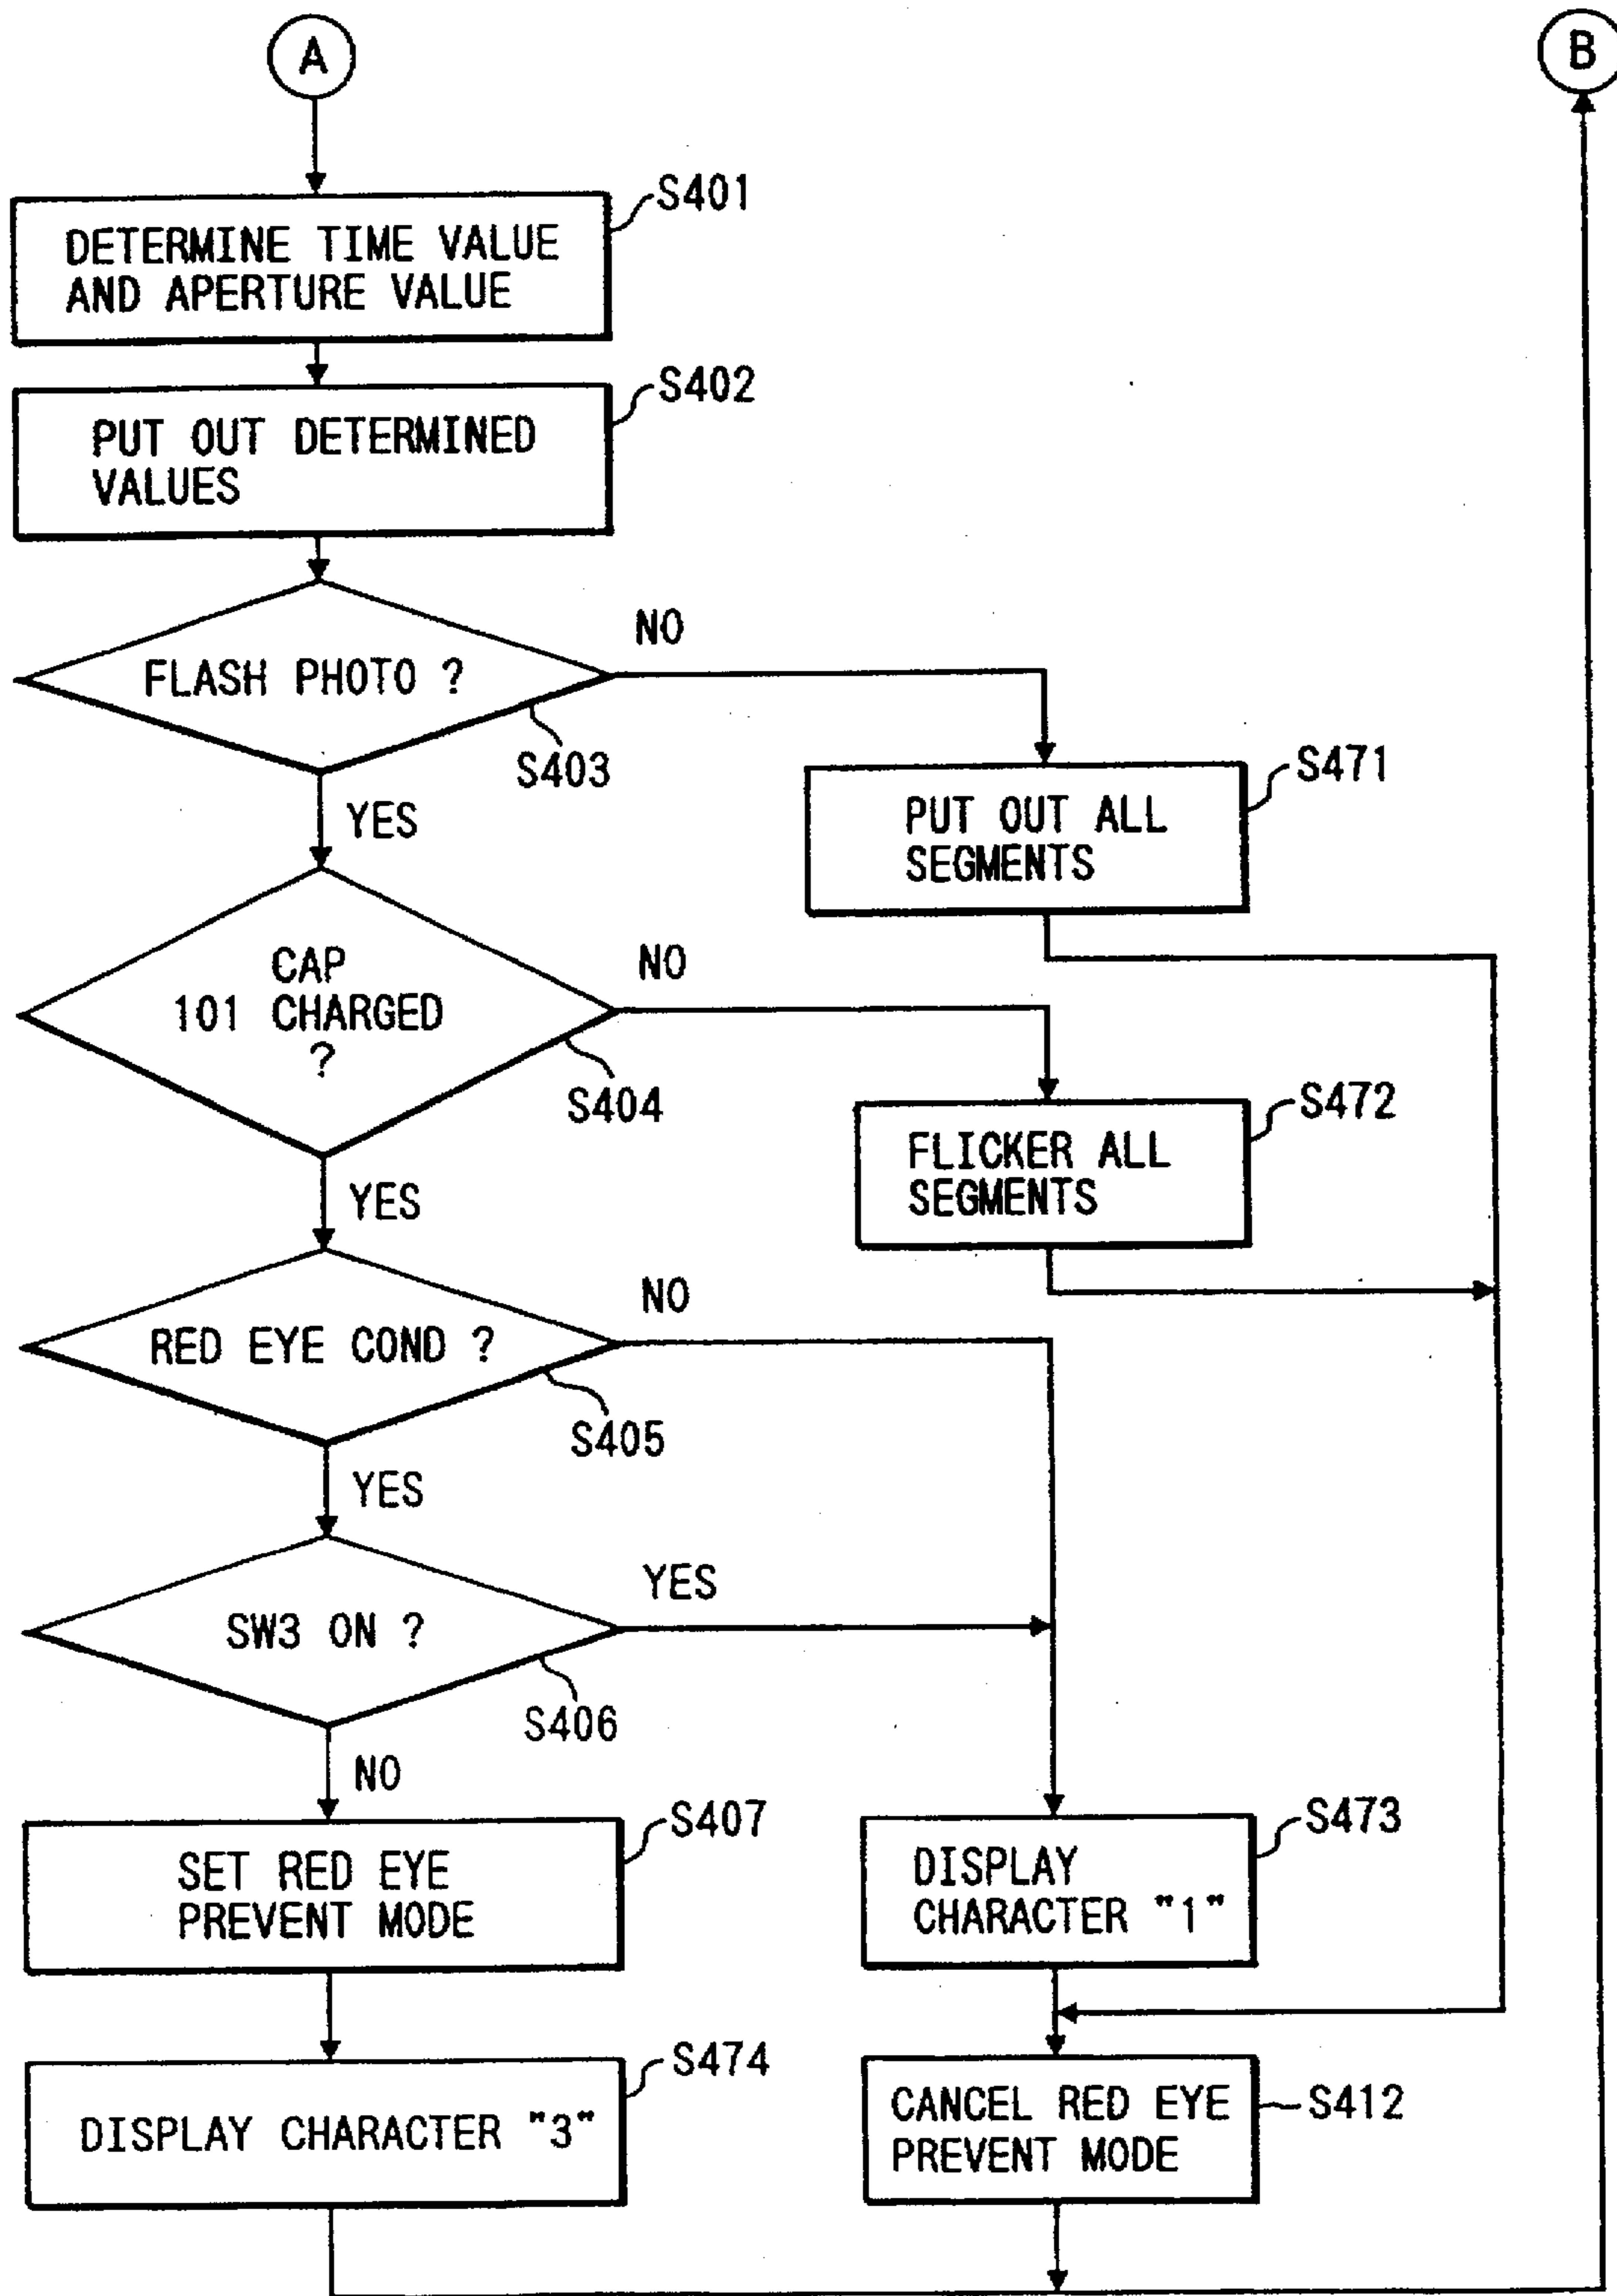 A
B
S401
DETERMINE TIME VALUE
AND APERTURE VALUE
S402
PUT OUT DETERMINED
VALUES
NO
FLASH PHOTO ?
S403
YES
S471
PUT OUT ALL
SEGMENTS
CAP
101 CHARGED
?
NO
S404
YES
S472
FLICKER ALL
SEGMENTS
NO
RED EYE COND ?
S405
YES
YES
SW3 ON ?
S406
NO
S407
SET RED EYE
PREVENT MODE
S473
DISPLAY
CHARACTER "1"
S474
DISPLAY CHARACTER "3"
S412
CANCEL RED EYE
PREVENT MODE